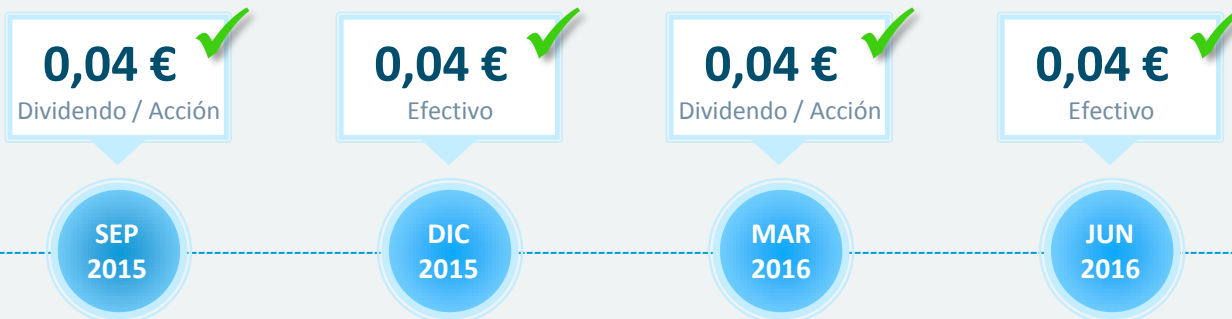 0,04 €
Dividendo / Acción
0,04 €
Efectivo
0,04 €
Dividendo / Acción
0,04 €
Efectivo
SEP
2015
DIC
2015
MAR
2016
JUN
2016